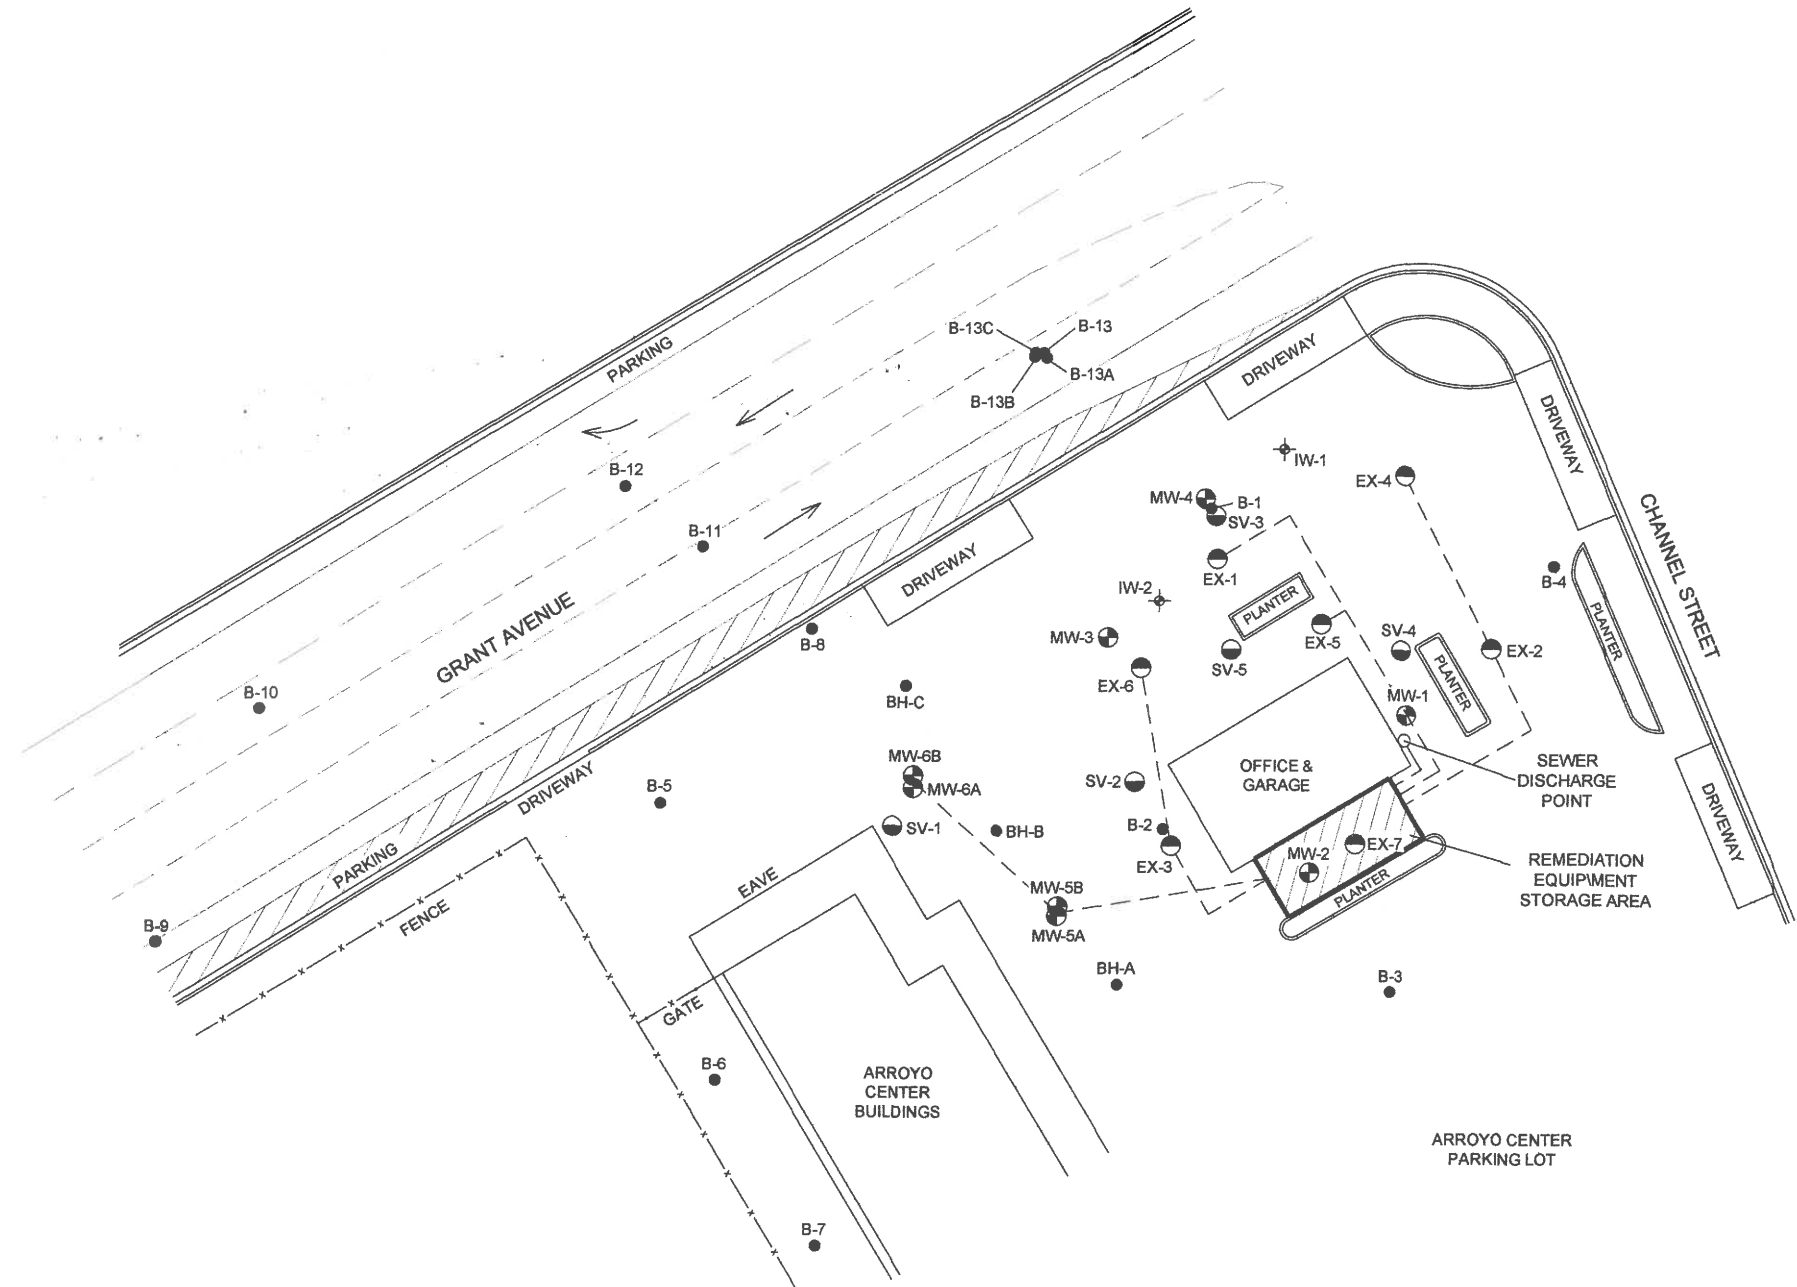 PARKING
B-13C
B-13
B-13A
B-13B
DRIVEWAY
DRIVEWAY
B-12
IW-1
EX-4
MW-4
B-1
SV-3
CHANNEL STREET
B-11
DRIVEWAY
EX-1
IW-2
B-4
PLANTER
PLANTER
GRANT AVENUE
MW-3
B-8
SV-4
EX-5
EX-2
SV-5
PLANTER
EX-6
B-10
BH-C
MW-1
MW-6B
MW-6A
B-5
DRIVEWAY
SV-2
OFFICE &
GARAGE
SEWER
DISCHARGE
POINT
DRIVEWAY
SV-1
BH-B
B-2
EX-3
EX-7
MW-2
PLANTER
REMEDIATION
EQUIPMENT
STORAGE AREA
PARKING
EAVE
MW-5B
MW-5A
FENCE
B-9
BH-A
B-3
GATE
B-6
ARROYO
CENTER
BUILDINGS
ARROYO CENTER
PARKING LOT
B-7